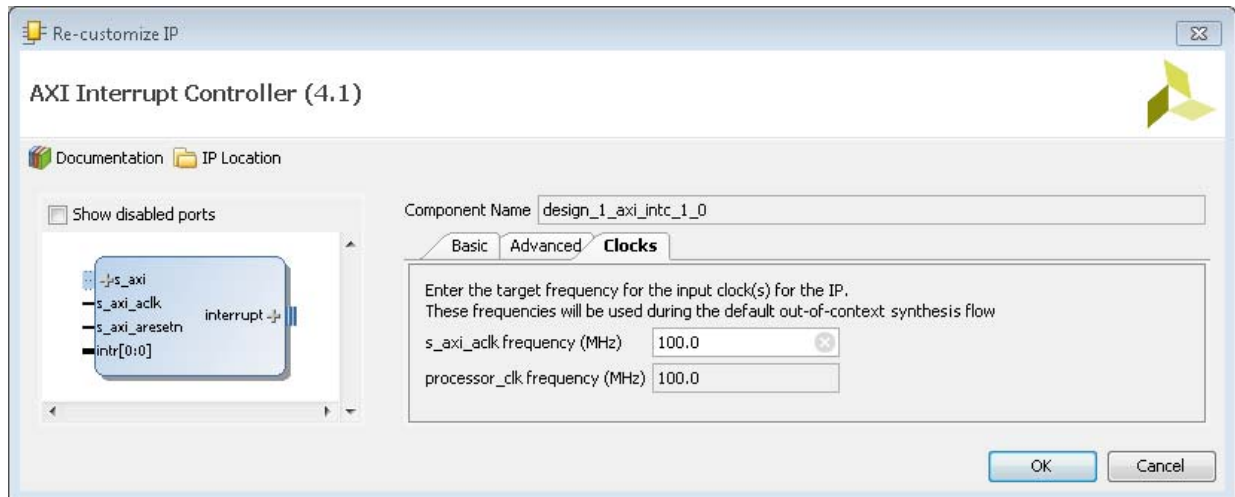 Re-customize IP
AXI Interrupt Controller (4.1)
Documentation IP Location
Show disabled ports
s_axi
s_axi_aclk
s_axi_aresetn
intr[0:0]
interrupt
Component Name design_1_axi_intc_1_0
Basic Advanced Clocks
Enter the target frequency for the input clock(s) for the IP.
These frequencies will be used during the default out-of-context synthesis flow
s_axi_aclk frequency (MHz) 100.0
processor_clk frequency (MHz) 100.0
OK Cancel